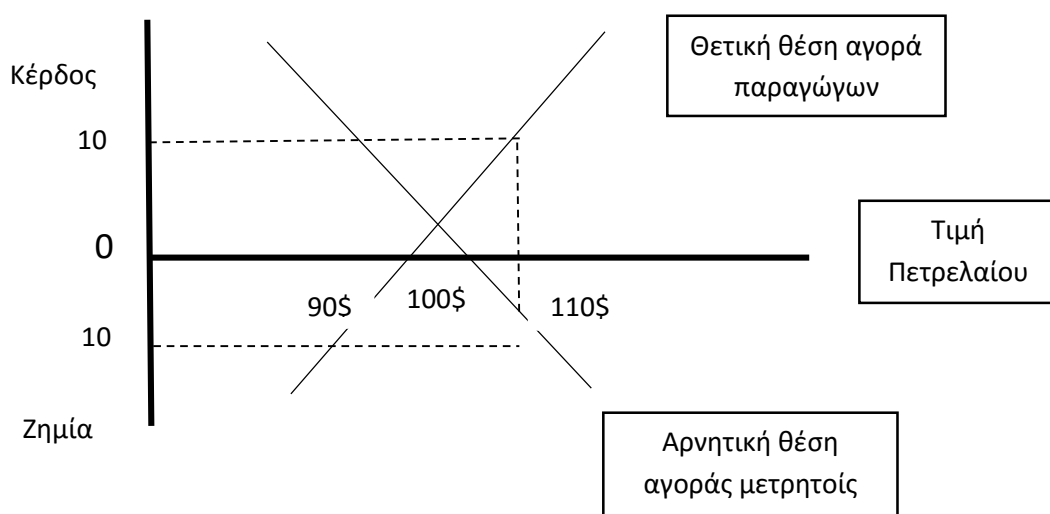 Θετική θέση αγορά
παραγώγων
Κέρδος
10
0
Τιμή
Πετρελαίου
90$
100$
110$
10
Ζημία
Αρνητική θέση
αγοράς μετρητοίς